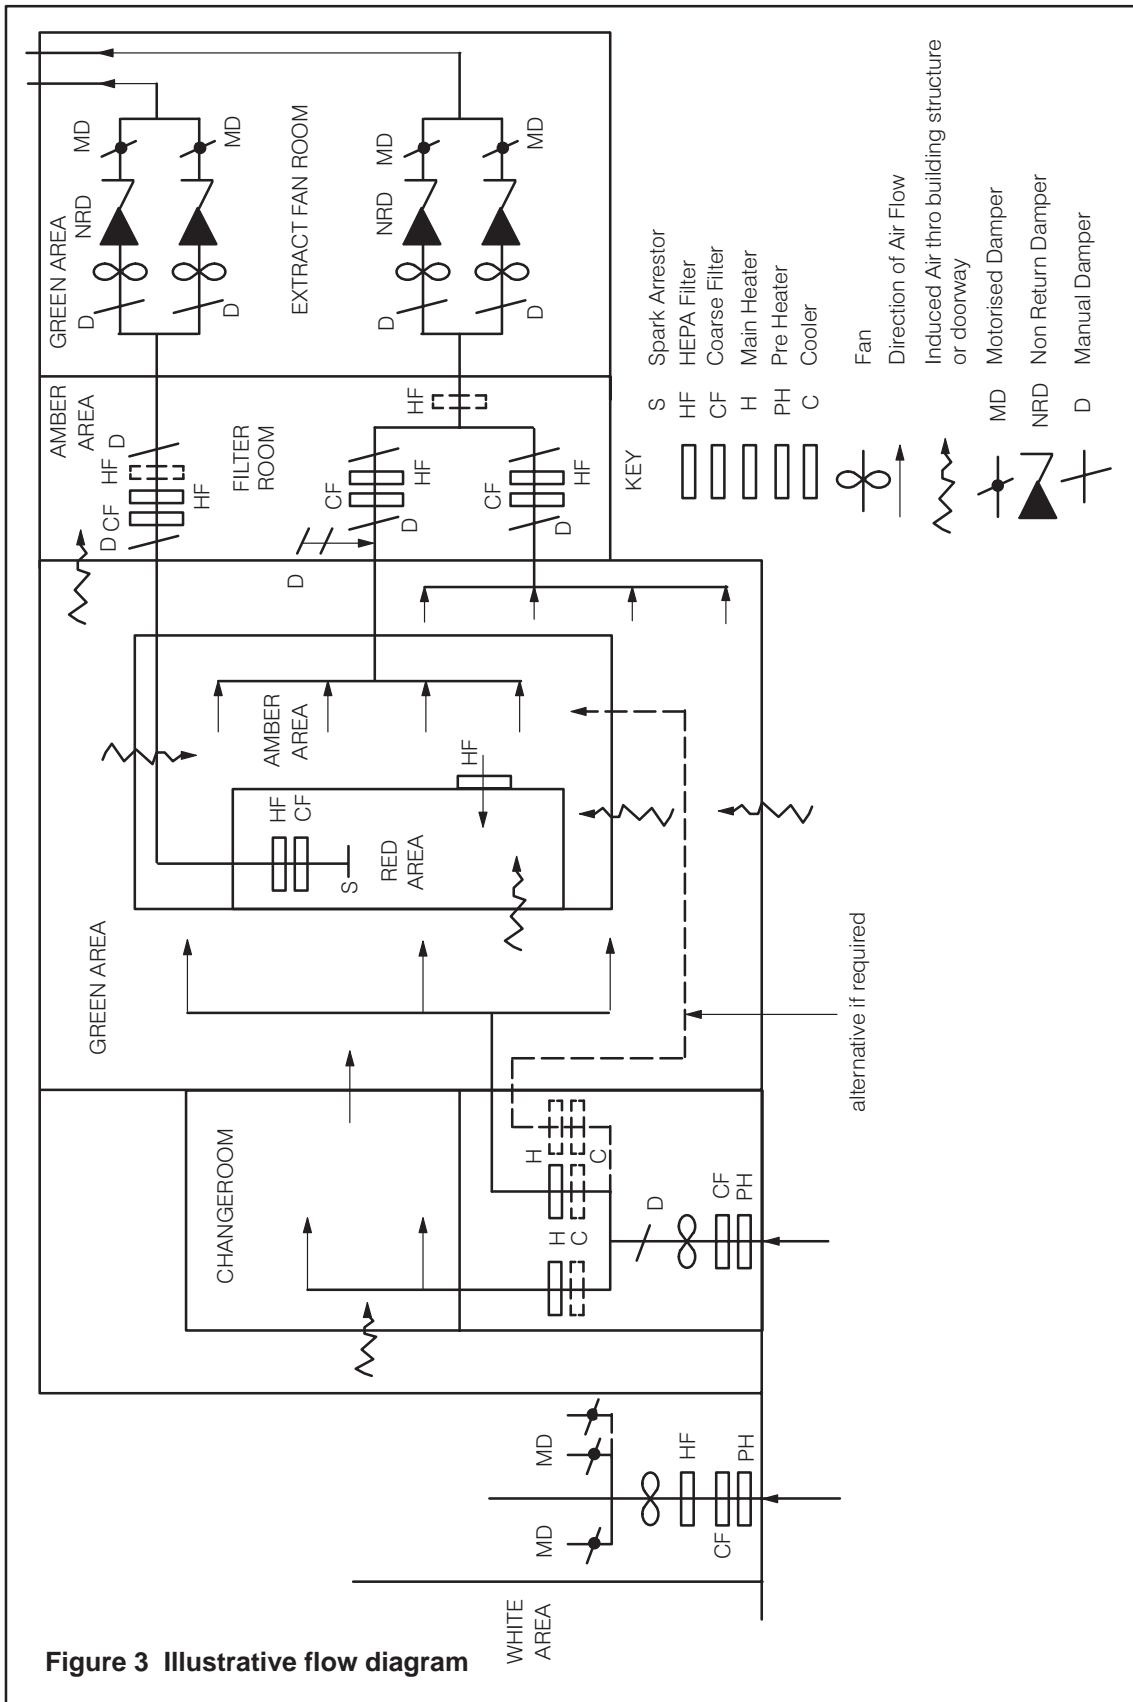 GREEN AREA
MD
MD
NRD
D
D
EXTRACT FAN ROOM
MD
MD
NRD
D
D
AMBER
AREA
D
HF
CF
D
HF
FILTER
ROOM
HF
CF
HF
D
D
CF
HF
D
GREEN AREA
AMBER
AREA
HF
HF
CF
S
RED
AREA
alternative if required
CHANGEROOM
H
C
H
C
D
CF
PH
MD
MD
HF
CF
PH
WHITE
AREA
KEY
S Spark Arrestor
HF HEPA Filter
CF Coarse Filter
H Main Heater
PH Pre Heater
C Cooler
Fan
Direction of Air Flow
Induced Air thro building structure
or doorway
MD Motorised Damper
NRD Non Return Damper
D Manual Damper
Figure 3 Illustrative flow diagram